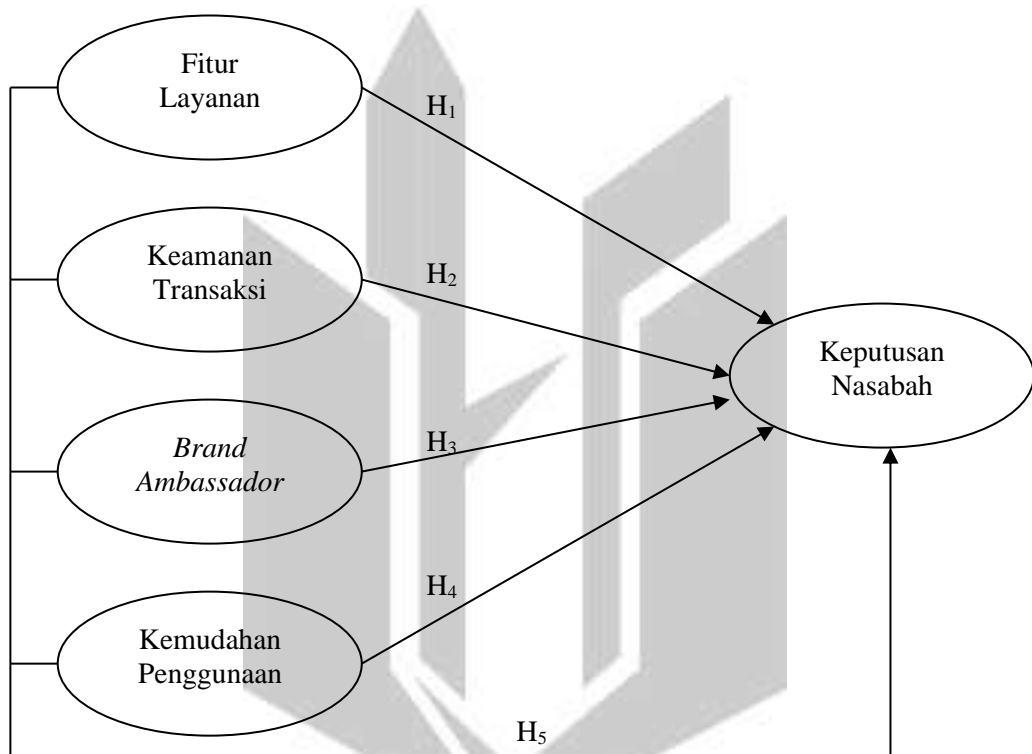 Fitur
Layanan
H₁
Keamanan
Transaksi
H₂
Keputusan
Nasabah
Brand
Ambassador
H₃
H₄
Kemudahan
Penggunaan
H₅